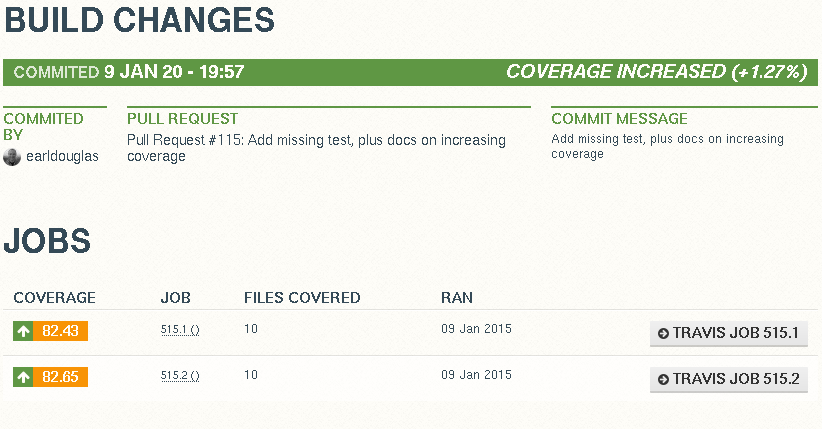 BUILD CHANGES
COMMITED 9 JAN 20 - 19:57 COVERAGE INCREASED (+1.27%)
COMMITED
BY
earldouglas
PULL REQUEST
Pull Request #115: Add missing test, plus docs on increasing
coverage
COMMIT MESSAGE
Add missing test, plus docs on increasing
coverage
JOBS
COVERAGE JOB FILES COVERED RAN
82.43 515.1 () 10 09 Jan 2015 TRAVIS JOB 515.1
82.65 515.2 () 10 09 Jan 2015 TRAVIS JOB 515.2